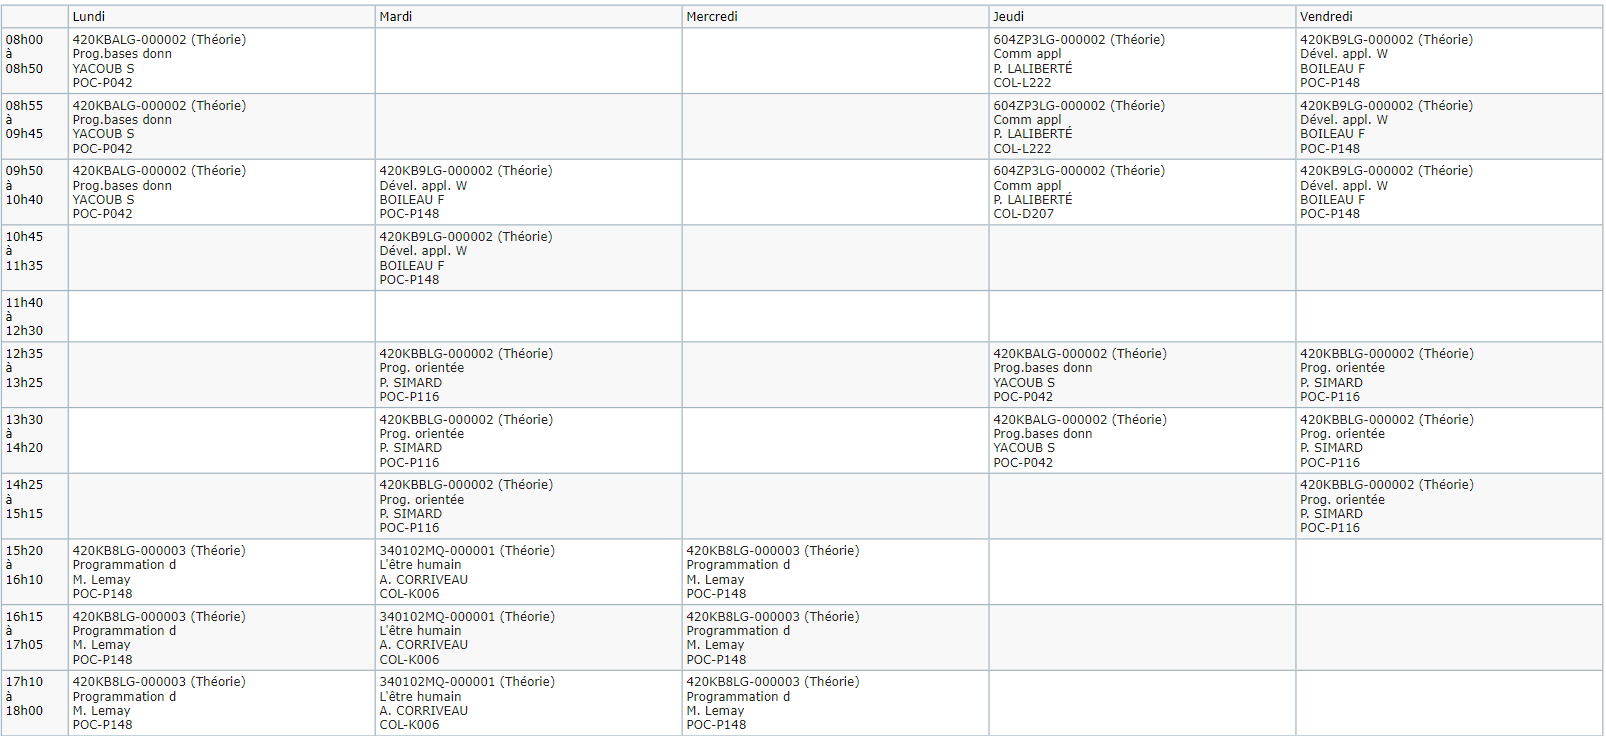 Lundi
Mardi
Mercredi
Jeudi
Vendredi
08h00
à
08h50
420KBALG-000002 (Théorie)
Prog.bases donn
YACOUB S
POC-P042
604ZP3LG-000002 (Théorie)
Comm appl
P. LALIBERTÉ
COL-L222
420KB9LG-000002 (Théorie)
Dével. appl. W
BOILEAU F
POC-P148
08h55
à
09h45
420KBALG-000002 (Théorie)
Prog.bases donn
YACOUB S
POC-P042
604ZP3LG-000002 (Théorie)
Comm appl
P. LALIBERTÉ
COL-L222
420KB9LG-000002 (Théorie)
Dével. appl. W
BOILEAU F
POC-P148
09h50
à
10h40
420KBALG-000002 (Théorie)
Prog.bases donn
YACOUB S
POC-P042
420KB9LG-000002 (Théorie)
Dével. appl. W
BOILEAU F
POC-P148
604ZP3LG-000002 (Théorie)
Comm appl
P. LALIBERTÉ
COL-D207
420KB9LG-000002 (Théorie)
Dével. appl. W
BOILEAU F
POC-P148
10h45
à
11h35
420KB9LG-000002 (Théorie)
Dével. appl. W
BOILEAU F
POC-P148
11h40
à
12h30
12h35
à
13h25
420KBBLG-000002 (Théorie)
Prog. orientée
P. SIMARD
POC-P116
420KBALG-000002 (Théorie)
Prog.bases donn
YACOUB S
POC-P042
420KBBLG-000002 (Théorie)
Prog. orientée
P. SIMARD
POC-P116
13h30
à
14h20
420KBBLG-000002 (Théorie)
Prog. orientée
P. SIMARD
POC-P116
420KBALG-000002 (Théorie)
Prog.bases donn
YACOUB S
POC-P042
420KBBLG-000002 (Théorie)
Prog. orientée
P. SIMARD
POC-P116
14h25
à
15h15
420KBBLG-000002 (Théorie)
Prog. orientée
P. SIMARD
POC-P116
420KBBLG-000002 (Théorie)
Prog. orientée
P. SIMARD
POC-P116
15h20
à
16h10
420KB8LG-000003 (Théorie)
Programmation d
M. Lemay
POC-P148
340102MQ-000001 (Théorie)
L'être humain
A. CORRIVEAU
COL-K006
420KB8LG-000003 (Théorie)
Programmation d
M. Lemay
POC-P148
16h15
à
17h05
420KB8LG-000003 (Théorie)
Programmation d
M. Lemay
POC-P148
340102MQ-000001 (Théorie)
L'être humain
A. CORRIVEAU
COL-K006
420KB8LG-000003 (Théorie)
Programmation d
M. Lemay
POC-P148
17h10
à
18h00
420KB8LG-000003 (Théorie)
Programmation d
M. Lemay
POC-P148
340102MQ-000001 (Théorie)
L'être humain
A. CORRIVEAU
COL-K006
420KB8LG-000003 (Théorie)
Programmation d
M. Lemay
POC-P148